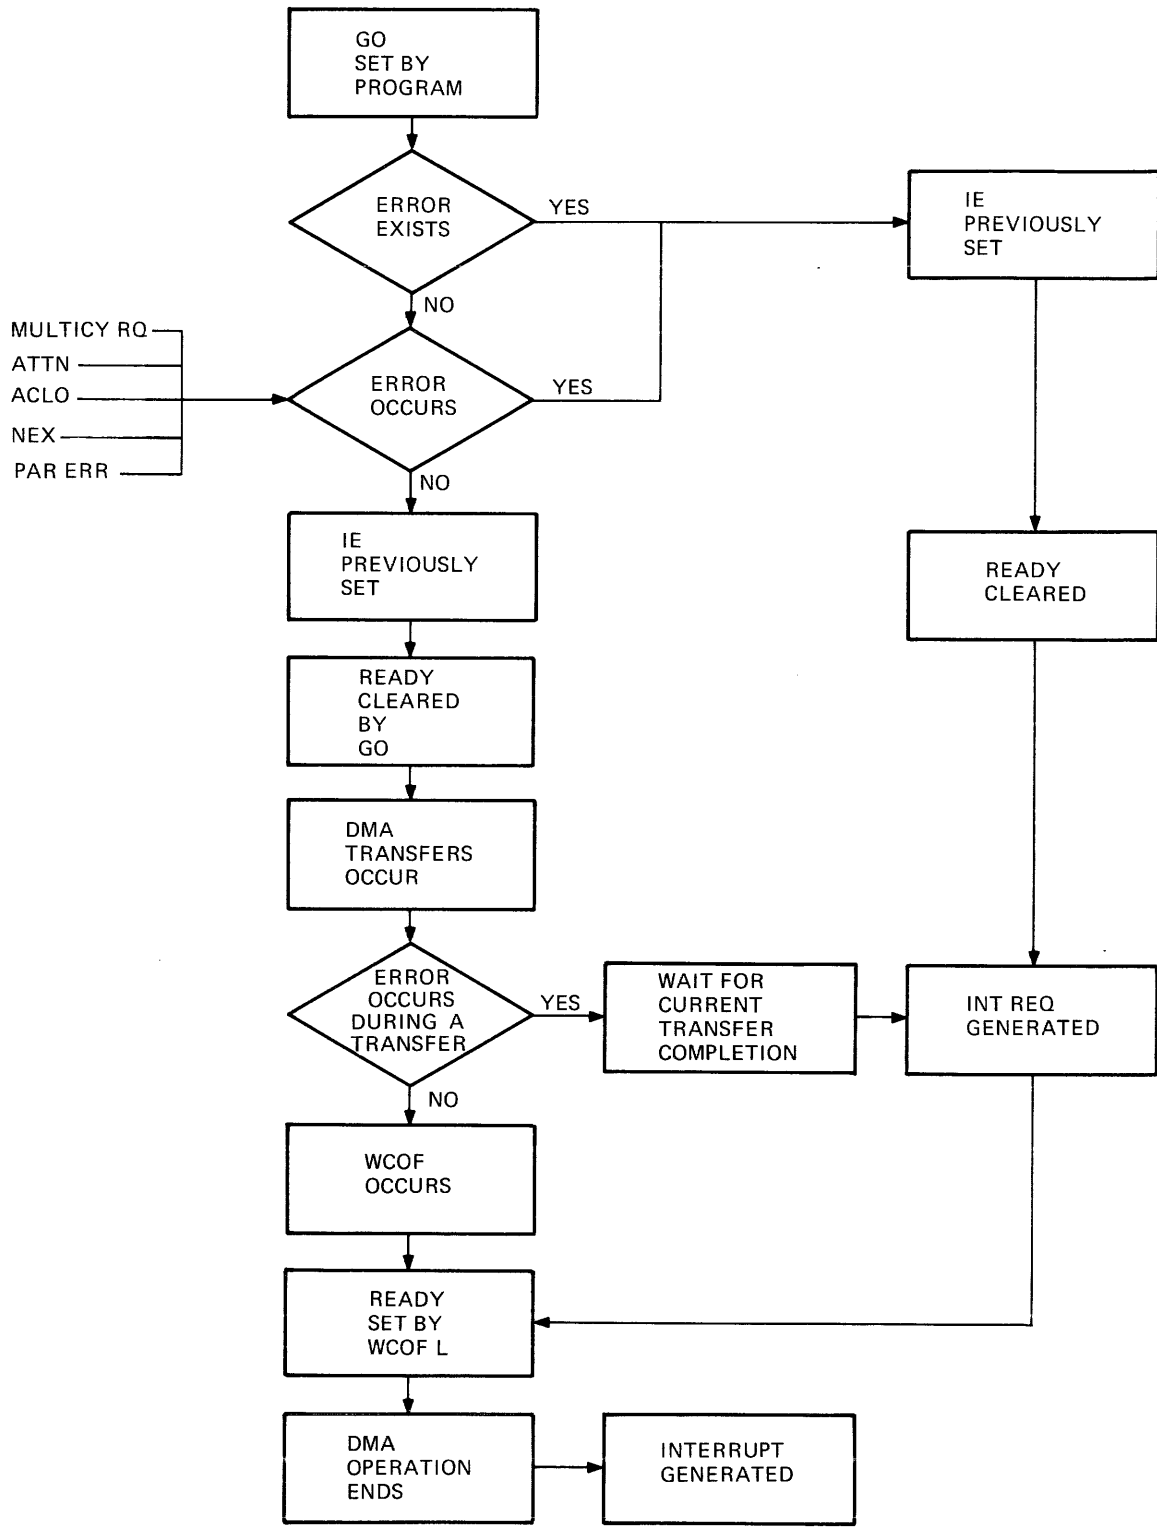 GO
SET BY
PROGRAM
ERROR
EXISTS
YES
IE
PREVIOUSLY
SET
NO
MULTICY RQ
ATTN
ACLO
NEX
PAR ERR
ERROR
OCCURS
YES
NO
IE
PREVIOUSLY
SET
READY
CLEARED
READY
CLEARED
BY
GO
DMA
TRANSFERS
OCCUR
ERROR
OCCURS
DURING A
TRANSFER
YES
WAIT FOR
CURRENT
TRANSFER
COMPLETION
INT REQ
GENERATED
NO
WCOF
OCCURS
READY
SET BY
WCOF L
DMA
OPERATION
ENDS
INTERRUPT
GENERATED